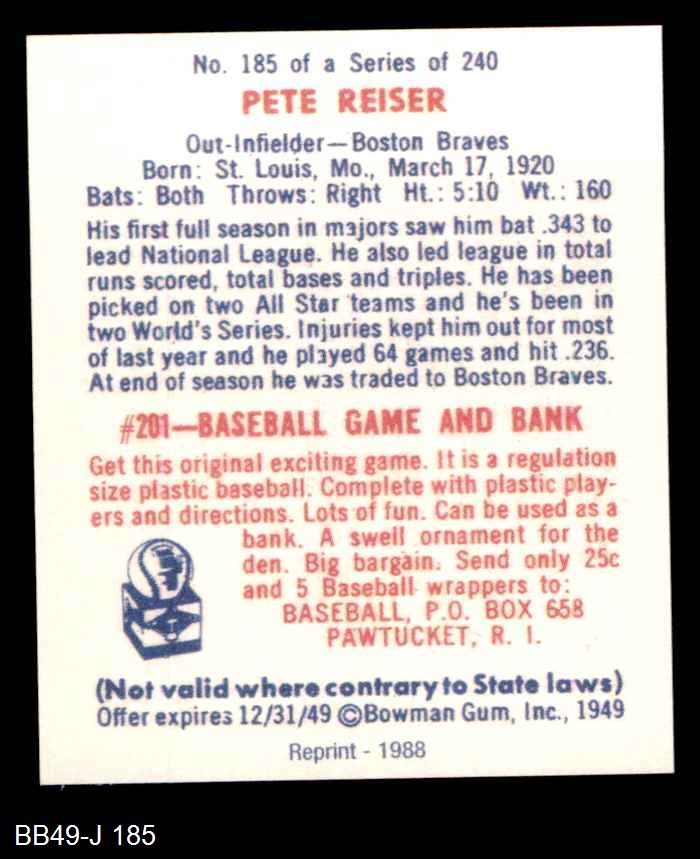 No. 185 of a Series of 240
PETE REISER
Out-Infielder—Boston Braves
Born: St. Louis, Mo., March 17, 1920
Bats: Both Throws: Right Ht.: 5:10 Wt.: 160
His first full season in majors saw him bat .343 to
lead National League. He also led league in total
runs scored, total bases and triples. He has been
picked on two All Star teams and he's been in
two World's Series. Injuries kept him out for most
of last year and he played 64 games and hit .236.
At end of season he was traded to Boston Braves.
#201—BASEBALL GAME AND BANK
Get this original exciting game. It is a regulation
size plastic baseball. Complete with plastic play-
ers and directions. Lots of fun. Can be used as a
bank. A swell ornament for the
den. Big bargain. Send only 25c
and 5 Baseball wrappers to:
BASEBALL, P.O. BOX 658
PAWTUCKET, R. I.
(Not valid where contrary to State laws)
Offer expires 12/31/49 ©Bowman Gum, Inc., 1949
Reprint - 1988
BB49-J 185